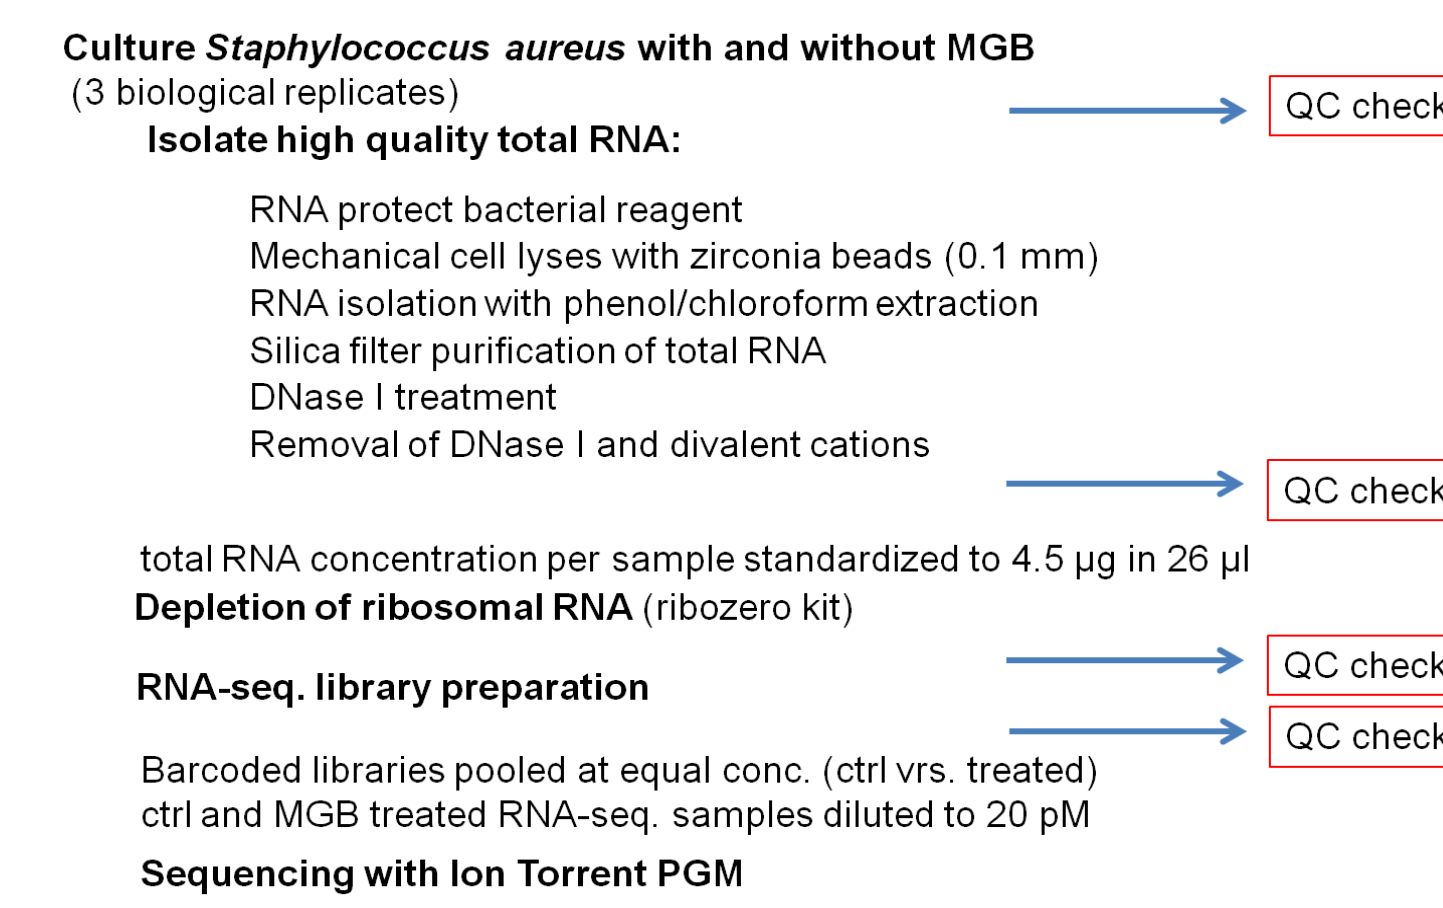 Culture Staphylococcus aureus with and without MGB
(3 biological replicates)
QC check
Isolate high quality total RNA:
RNA protect bacterial reagent
Mechanical cell lyses with zirconia beads (0.1 mm)
RNA isolation with phenol/chloroform extraction
Silica filter purification of total RNA
DNase I treatment
Removal of DNase I and divalent cations
QC check
total RNA concentration per sample standardized to 4.5 µg in 26 µl
Depletion of ribosomal RNA (ribozero kit)
QC check
RNA-seq. library preparation
QC check
Barcoded libraries pooled at equal conc. (ctrl vrs. treated)
ctrl and MGB treated RNA-seq. samples diluted to 20 pM
Sequencing with Ion Torrent PGM